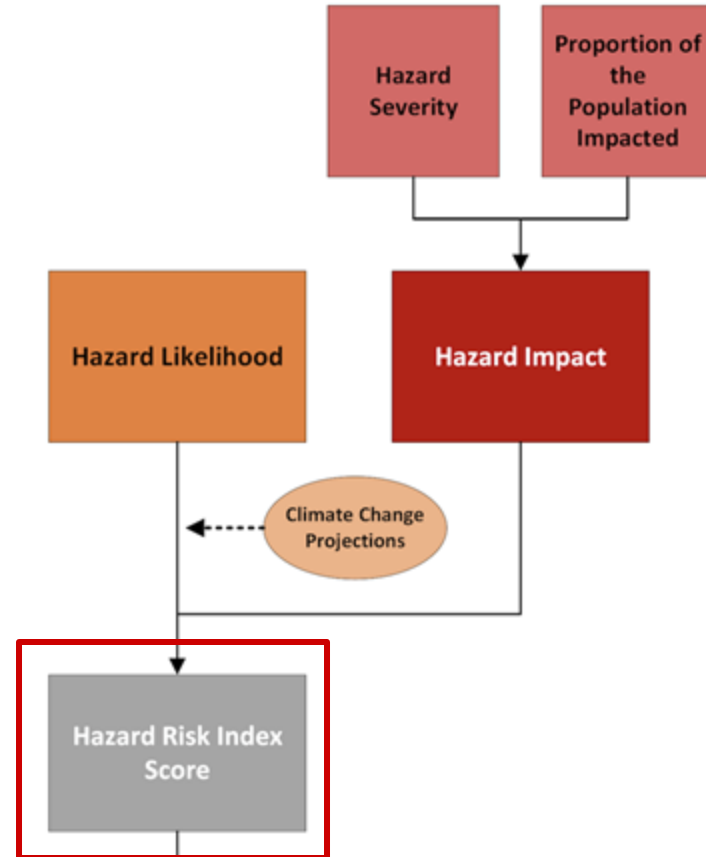 Hazard
Severity
Proportion of
the
Population
Impacted
Hazard Likelihood
Hazard Impact
Climate Change
Projections
Hazard Risk Index
Score